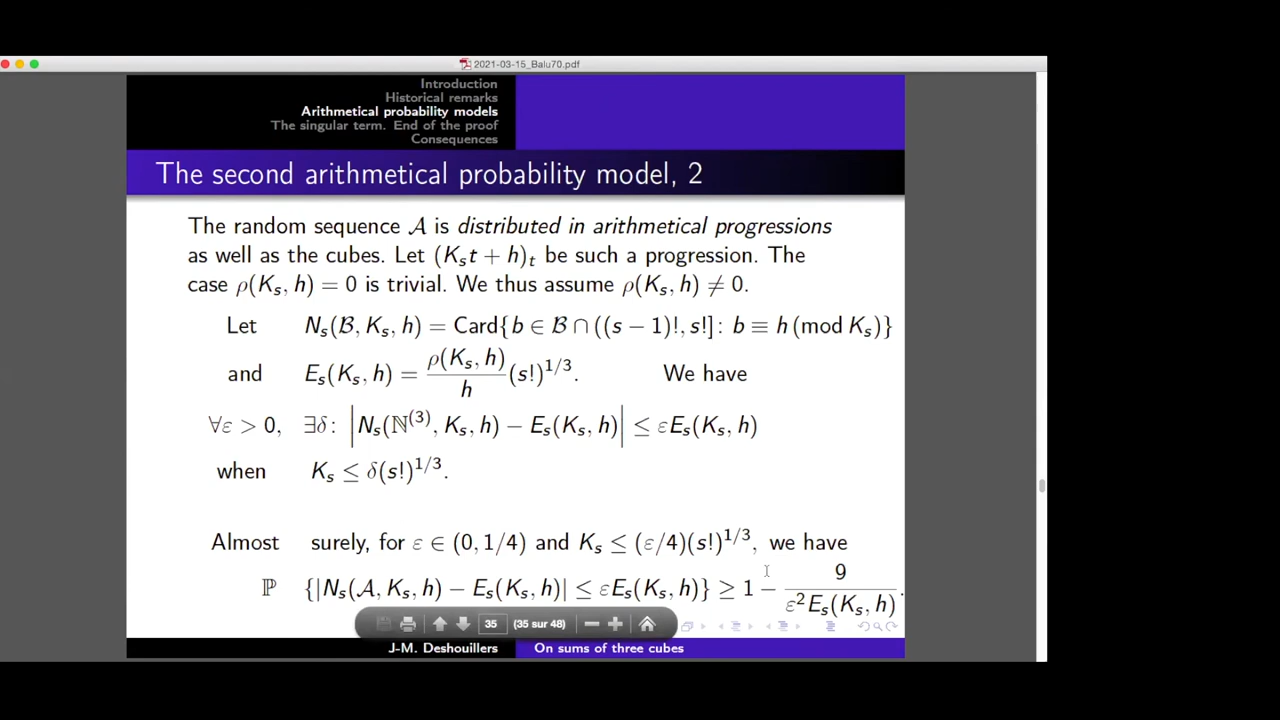 2021-03-15_Balu70.pdf
Introduction
Historical remarks
Arithmetical probability models
The singular term. End of the proof
Consequences
The second arithmetical probability model, 2
The random sequence 𝒜 is distributed in arithmetical progressions
as well as the cubes. Let (K_s t + h)_t be such a progression. The
case ρ(K_s, h) = 0 is trivial. We thus assume ρ(K_s, h) ≠ 0.
Let N_s(ℬ, K_s, h) = Card{b ∈ ℬ ∩ ((s − 1)!, s!]: b ≡ h (mod K_s)}
and E_s(K_s, h) = ρ(K_s, h)/h (s!)^{1/3}. We have
∀ε > 0, ∃δ: |N_s(ℕ^{(3)}, K_s, h) − E_s(K_s, h)| ≤ εE_s(K_s, h)
when K_s ≤ δ(s!)^{1/3}.
Almost surely, for ε ∈ (0, 1/4) and K_s ≤ (ε/4)(s!)^{1/3}, we have
ℙ {|N_s(𝒜, K_s, h) − E_s(K_s, h)| ≤ εE_s(K_s, h)} ≥ 1 − 9/(ε²E_s(K_s, h)).
35 (35 sur 48)
J-M. Deshouillers On sums of three cubes